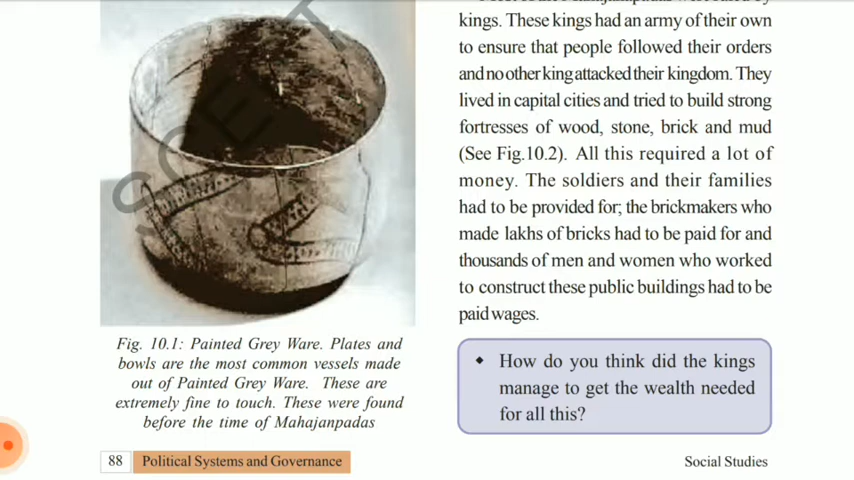 kings. These kings had an army of their own
to ensure that people followed their orders
and no other king attacked their kingdom. They
lived in capital cities and tried to build strong
fortresses of wood, stone, brick and mud
(See Fig.10.2). All this required a lot of
money. The soldiers and their families
had to be provided for; the brickmakers who
made lakhs of bricks had to be paid for and
thousands of men and women who worked
to construct these public buildings had to be
paid wages.
Fig. 10.1: Painted Grey Ware. Plates and
bowls are the most common vessels made
out of Painted Grey Ware. These are
extremely fine to touch. These were found
before the time of Mahajanpadas
◆ How do you think did the kings
manage to get the wealth needed
for all this?
88 Political Systems and Governance
Social Studies